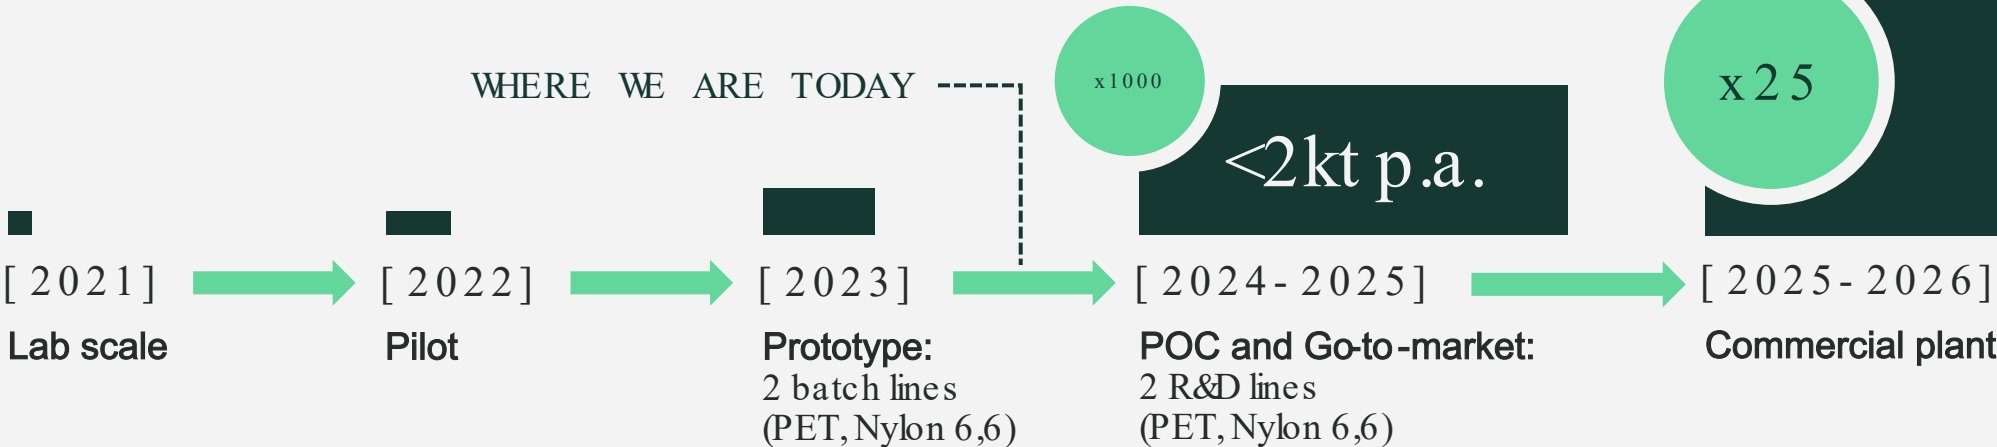 WHERE WE ARE TODAY
x1000
x25
<2kt p.a.
[2021]
[2022]
[2023]
[2024-2025]
[2025-2026]
Lab scale
Pilot
Prototype:
2 batch lines
(PET, Nylon 6,6)
POC and Go-to-market:
2 R&D lines
(PET, Nylon 6,6)
Commercial plant